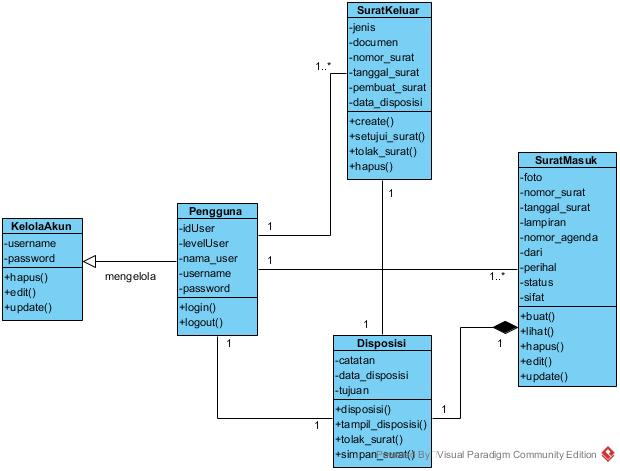 SuratKeluar
-jenis
-documen
-nomor_surat
-tanggal_surat
-pembuat_surat
-data_disposisi
+create()
+setujui_surat()
+tolak_surat()
+hapus()
1..*
1
SuratMasuk
-foto
-nomor_surat
-tanggal_surat
-lampiran
-nomor_agenda
-dari
-perihal
-status
-sifat
+buat()
+lihat()
+hapus()
+edit()
+update()
Pengguna
-idUser
-levelUser
-nama_user
-username
-password
+login()
+logout()
1
1
1..*
KelolaAkun
-username
-password
+hapus()
+edit()
+update()
mengelola
1
1
1
1
1
Disposisi
-catatan
-data_disposisi
-tujuan
+disposisi()
+tampil_disposisi()
+tolak_surat()
+simpan_surat()
Powered By Visual Paradigm Community Edition